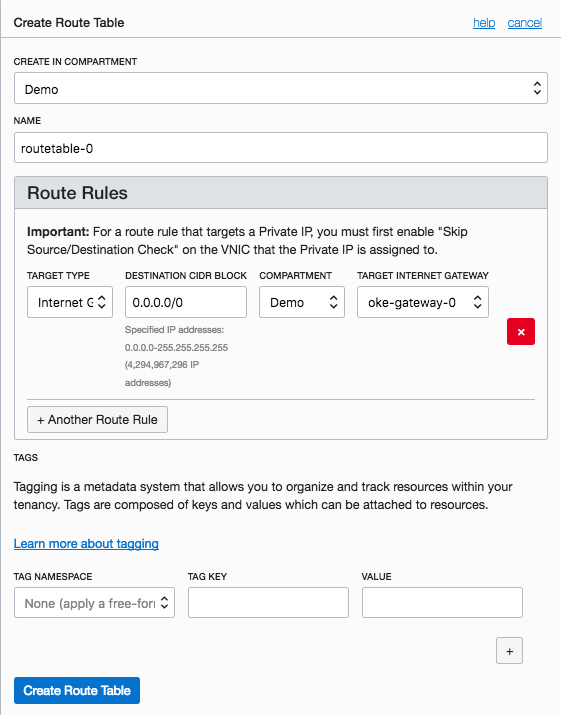 Create Route Table help cancel
CREATE IN COMPARTMENT
Demo
NAME
routetable-0
Route Rules
Important: For a route rule that targets a Private IP, you must first enable "Skip
Source/Destination Check" on the VNIC that the Private IP is assigned to.
TARGET TYPE DESTINATION CIDR BLOCK COMPARTMENT TARGET INTERNET GATEWAY
Internet G 0.0.0.0/0 Demo oke-gateway-0
Specified IP addresses:
0.0.0.0-255.255.255.255
(4,294,967,296 IP
addresses)
×
+ Another Route Rule
TAGS
Tagging is a metadata system that allows you to organize and track resources within your
tenancy. Tags are composed of keys and values which can be attached to resources.
Learn more about tagging
TAG NAMESPACE TAG KEY VALUE
None (apply a free-for
+
Create Route Table